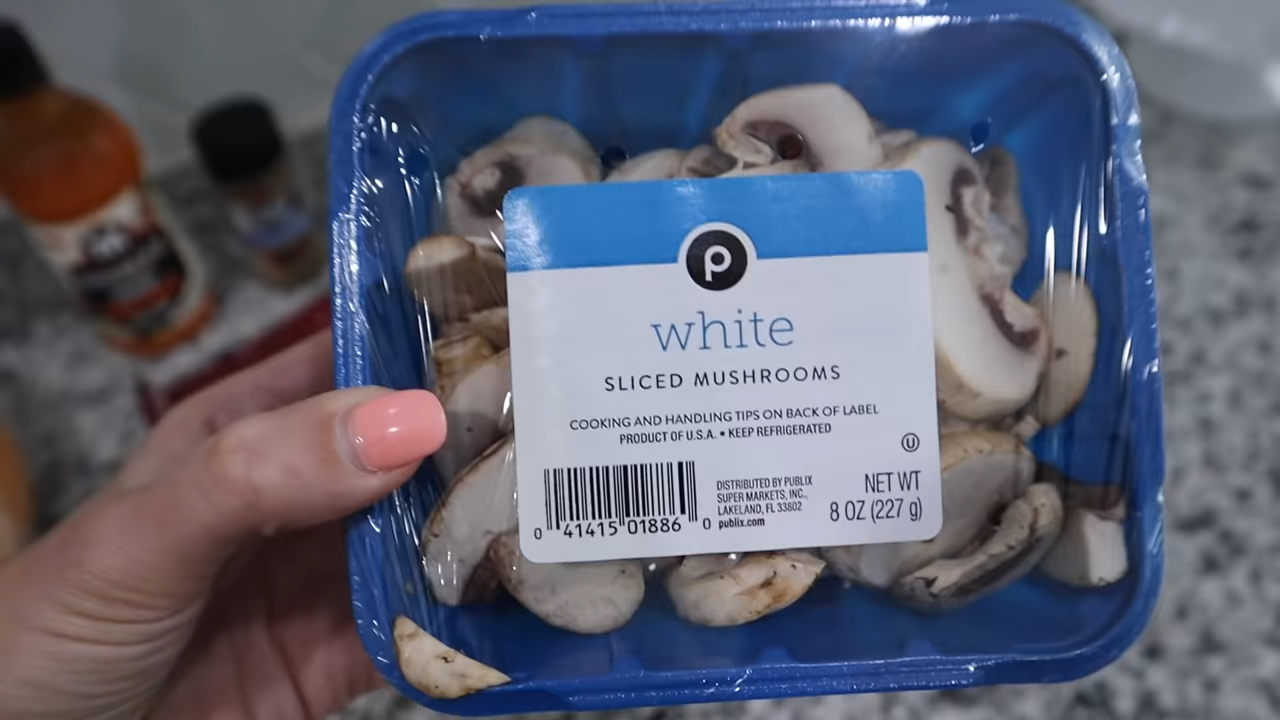 P
white
SLICED MUSHROOMS
COOKING AND HANDLING TIPS ON BACK OF LABEL
PRODUCT OF U.S.A. • KEEP REFRIGERATED
U
0 41415 01886 0
DISTRIBUTED BY PUBLIX
SUPER MARKETS, INC.,
LAKELAND, FL 33802
publix.com
NET WT
8 OZ (227 g)